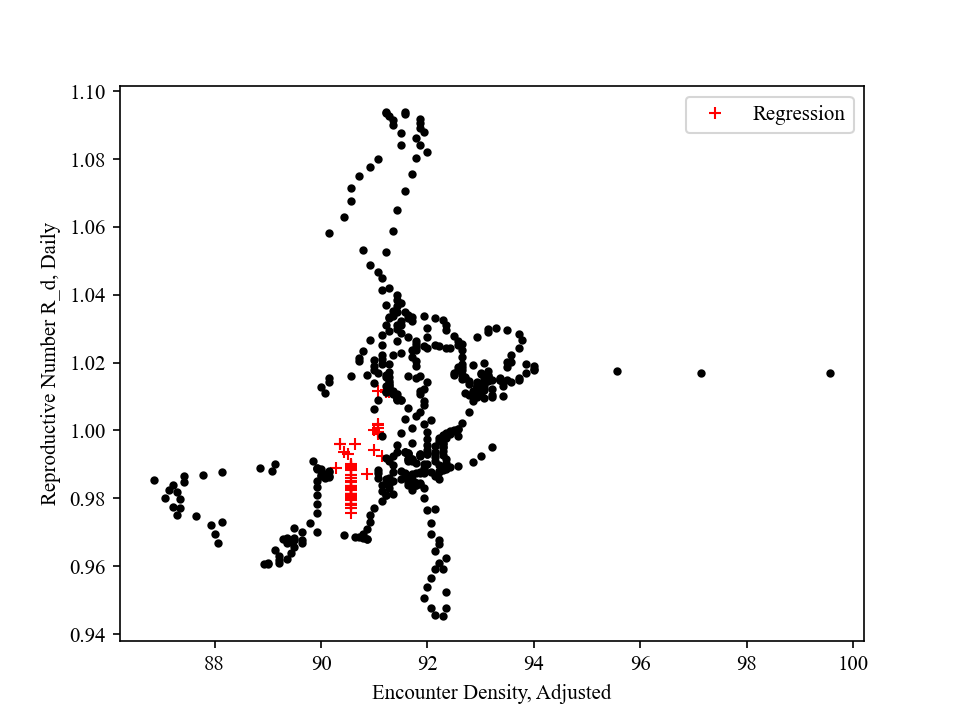 Regression
Reproductive Number R_d, Daily
1.10
1.08
1.06
1.04
1.02
1.00
0.98
0.96
0.94
88 90 92 94 96 98 100
Encounter Density, Adjusted